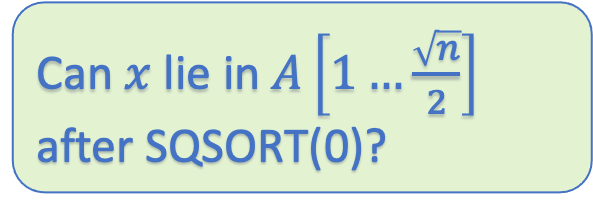 Can x lie in A [1 … √n/2]
after SQSORT(0)?